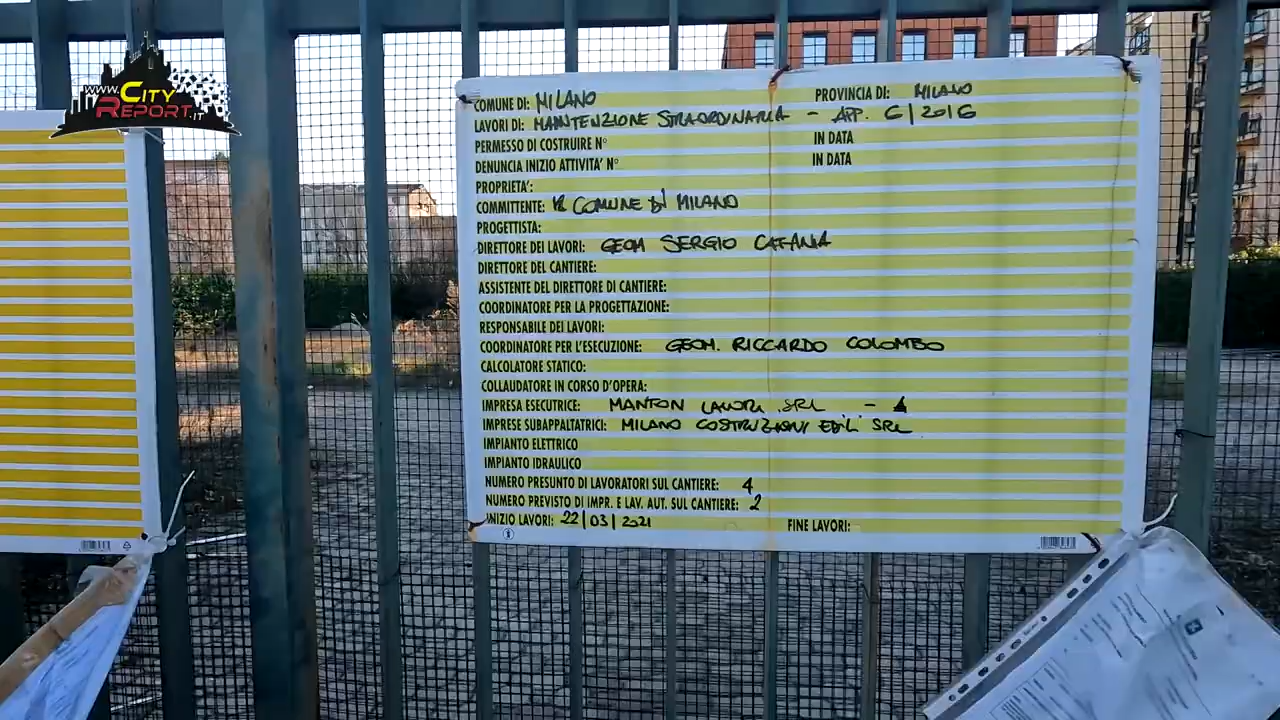 www.CITY
REPORT.IT
COMUNE DI: MILANO PROVINCIA DI: MILANO
LAVORI DI: MANUTENZIONE STRAORDINARIA - APP. 6/2016
PERMESSO DI COSTRUIRE N° IN DATA
DENUNCIA INIZIO ATTIVITA' N° IN DATA
PROPRIETA':
COMMITTENTE: IL COMUNE DI MILANO
PROGETTISTA:
DIRETTORE DEI LAVORI: GEOM SERGIO CATANIA
DIRETTORE DEL CANTIERE:
ASSISTENTE DEL DIRETTORE DI CANTIERE:
COORDINATORE PER LA PROGETTAZIONE:
RESPONSABILE DEI LAVORI:
COORDINATORE PER L'ESECUZIONE: GEOM. RICCARDO COLOMBO
CALCOLATORE STATICO:
COLLAUDATORE IN CORSO D'OPERA:
IMPRESA ESECUTRICE: MANTON LAVORI SRL -
IMPRESE SUBAPPALTATRICI: MILANO COSTRUZIONI EDILI SRL
IMPIANTO ELETTRICO
IMPIANTO IDRAULICO
NUMERO PRESUNTO DI LAVORATORI SUL CANTIERE: 4
NUMERO PREVISTO DI IMPR. E LAV. AUT. SUL CANTIERE: 2
INIZIO LAVORI: 22/03/2021 FINE LAVORI: